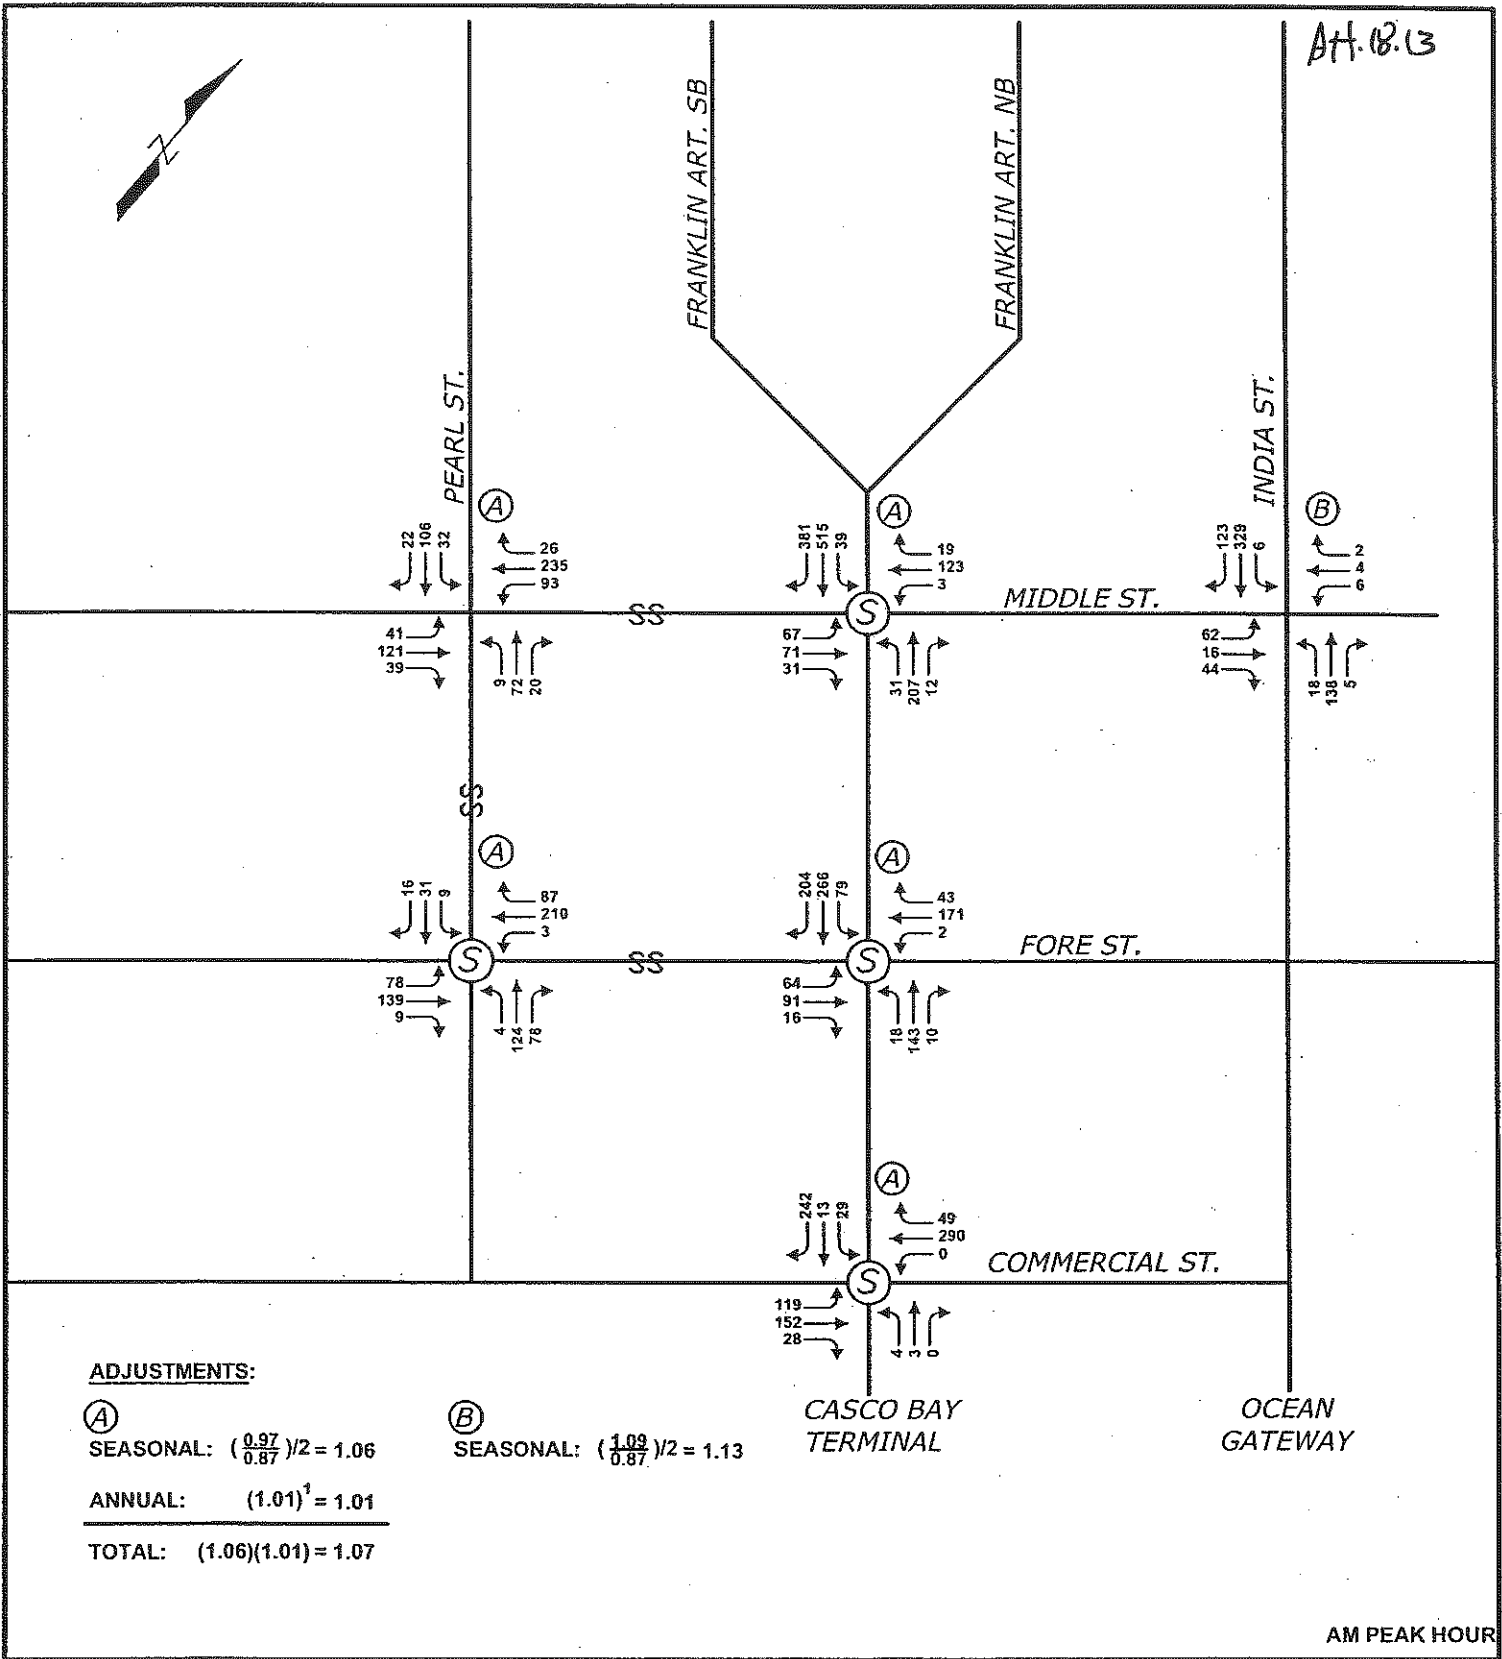 AH.18.13
FRANKLIN ART. SB
FRANKLIN ART. NB
N
PEARL ST.
INDIA ST.
A
A
B
22 106 32
26
235
93
381 515 39
19
123
3
123 329 6
2
4
6
MIDDLE ST.
SS
S
41
121
39
9 72 20
67
71
31
31 207 12
62
16
44
18 138 5
SS
A
A
16 31 9
87
210
3
204 266 79
43
171
2
FORE ST.
S
SS
S
78
139
9
4 124 78
64
91
16
18 143 10
A
242 13 29
49
290
0
COMMERCIAL ST.
S
119
152
28
4 3 0
CASCO BAY
TERMINAL
OCEAN
GATEWAY
ADJUSTMENTS:
A
SEASONAL: (0.97/0.87)/2 = 1.06
B
SEASONAL: (1.09/0.87)/2 = 1.13
ANNUAL: (1.01)¹ = 1.01
TOTAL: (1.06)(1.01) = 1.07
AM PEAK HOUR